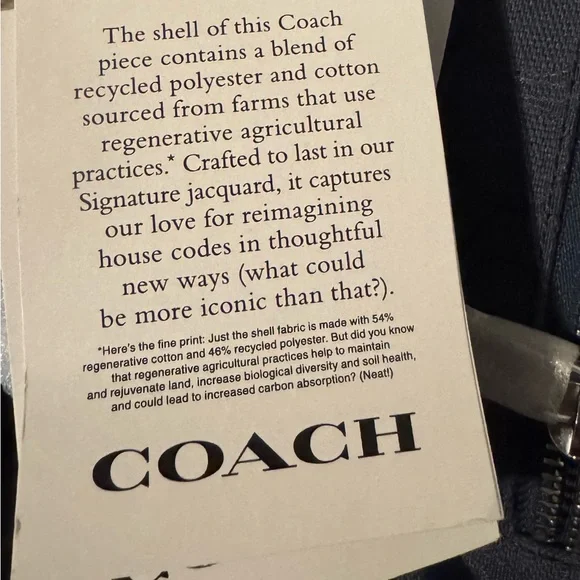 The shell of this Coach
piece contains a blend of
recycled polyester and cotton
sourced from farms that use
regenerative agricultural
practices.* Crafted to last in our
Signature jacquard, it captures
our love for reimagining
house codes in thoughtful
new ways (what could
be more iconic than that?).
*Here's the fine print: Just the shell fabric is made with 54%
regenerative cotton and 46% recycled polyester. But did you know
that regenerative agricultural practices help to maintain
and rejuvenate land, increase biological diversity and soil health,
and could lead to increased carbon absorption? (Neat!)
COACH